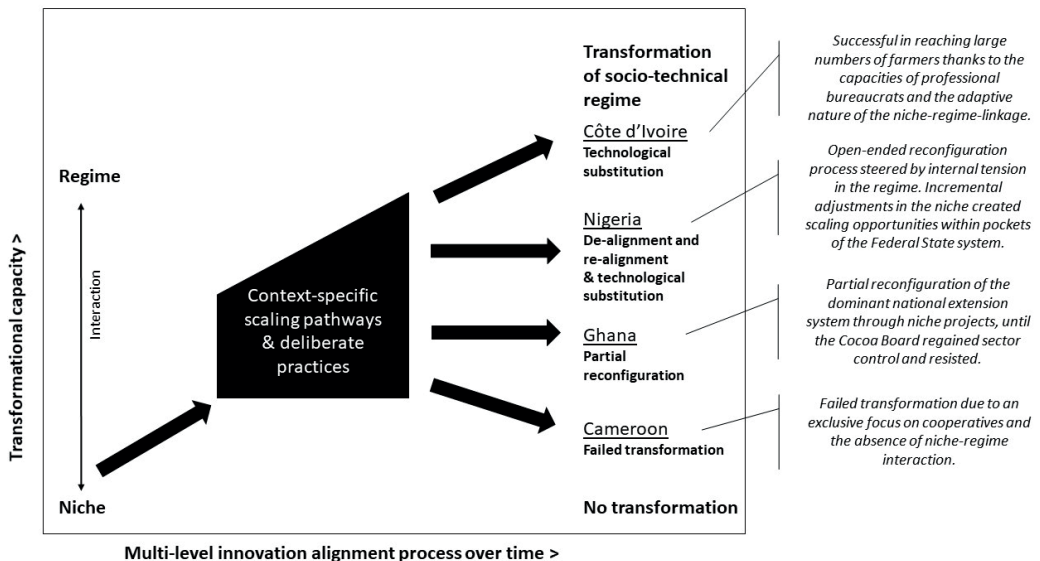 Transformation
of socio-technical
regime
Côte d'Ivoire
Technological
substitution
Nigeria
De-alignment and
re-alignment
& technological
substitution
Ghana
Partial
reconfiguration
Cameroon
Failed transformation
No transformation
Regime
Interaction
Niche
Transformational capacity >
Context-specific
scaling pathways
& deliberate
practices
Multi-level innovation alignment process over time >
Successful in reaching large
numbers of farmers thanks to the
capacities of professional
bureaucrats and the adaptive
nature of the niche-regime-linkage.
Open-ended reconfiguration
process steered by internal tension
in the regime. Incremental
adjustments in the niche created
scaling opportunities within pockets
of the Federal State system.
Partial reconfiguration of the
dominant national extension
system through niche projects, until
the Cocoa Board regained sector
control and resisted.
Failed transformation due to an
exclusive focus on cooperatives and
the absence of niche-regime
interaction.